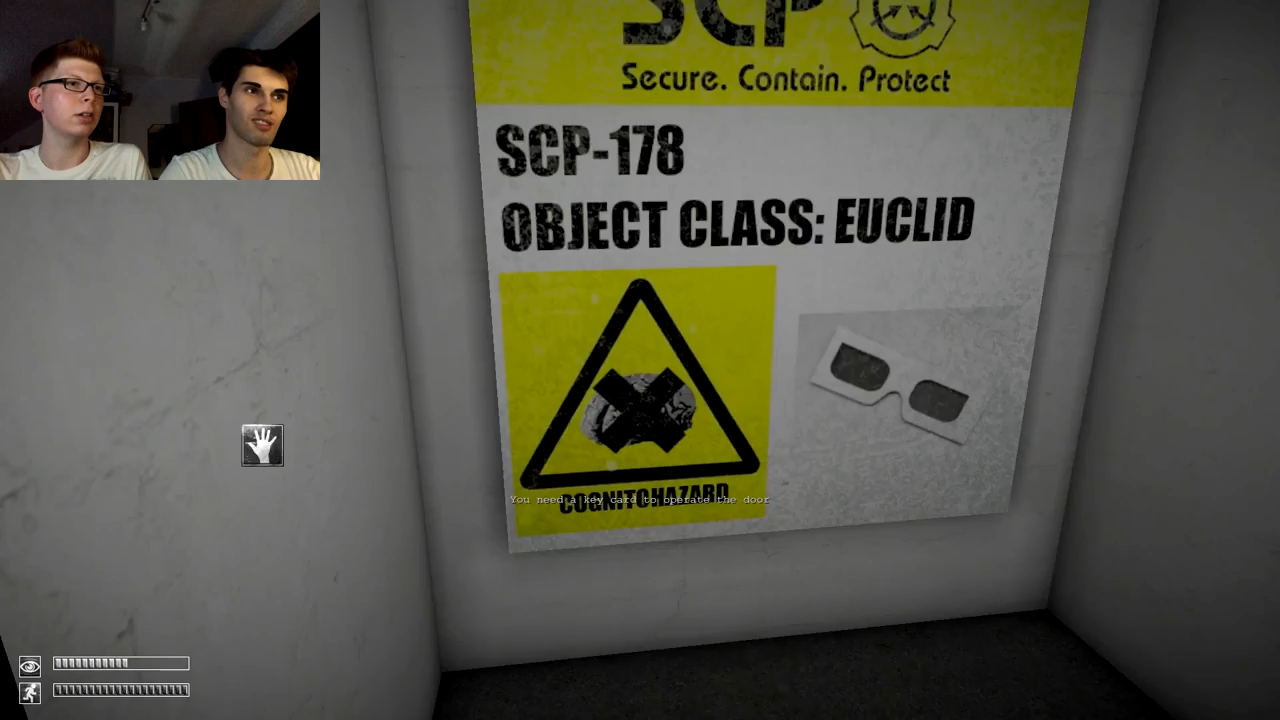 SCP
Secure. Contain. Protect
SCP-178
OBJECT CLASS: EUCLID
COGNITOHAZARD
You need a key card to operate the door